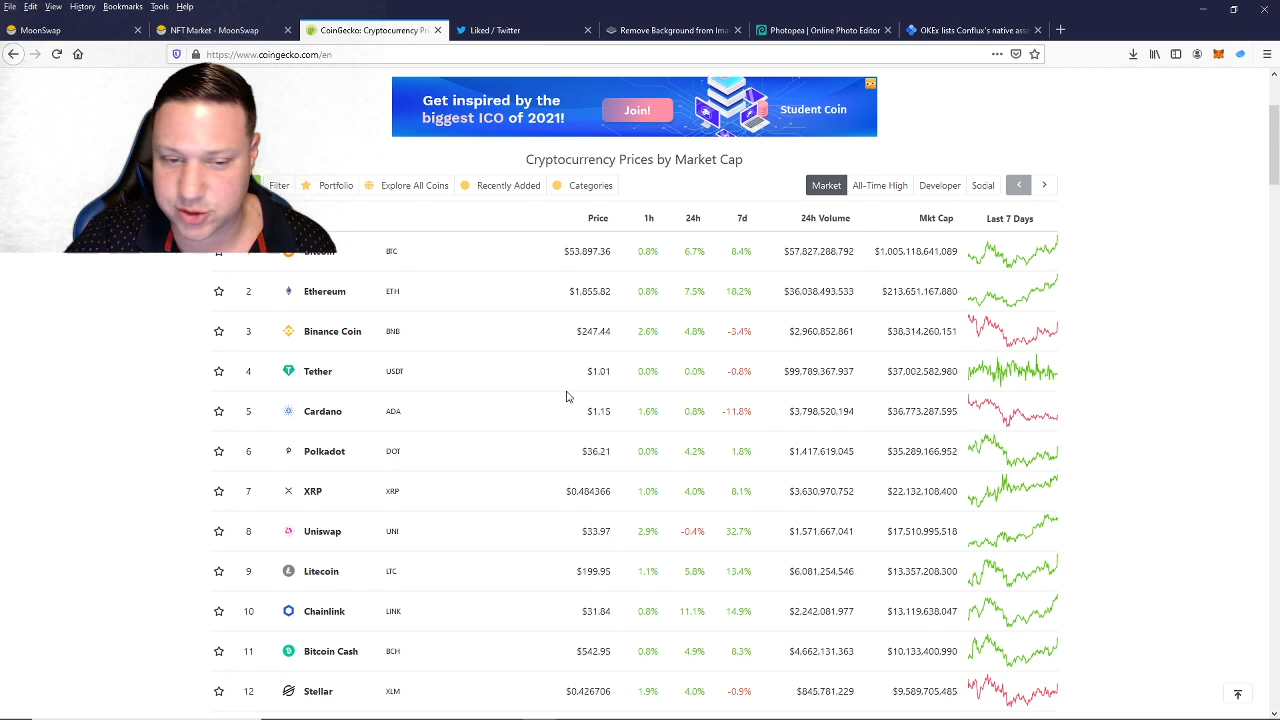 File Edit View History Bookmarks Tools Help
MoonSwap
NFT Market - MoonSwap
CoinGecko: Cryptocurrency Pri
Liked / Twitter
Remove Background from Ima
Photopea | Online Photo Editor
OKEx lists Conflux's native asse
https://www.coingecko.com/en
Get inspired by the
biggest ICO of 2021!
Join!
Student Coin
Cryptocurrency Prices by Market Cap
Filter Portfolio Explore All Coins Recently Added Categories Market All-Time High Developer Social
Price 1h 24h 7d 24h Volume Mkt Cap Last 7 Days
Bitcoin BTC $53,897.36 0.8% 6.7% 8.4% $57,827,288,792 $1,005,118,641,089
2 Ethereum ETH $1,855.82 0.8% 7.5% 18.2% $36,038,493,533 $213,651,167,880
3 Binance Coin BNB $247.44 2.6% 4.8% -3.4% $2,960,852,861 $38,314,260,151
4 Tether USDT $1.01 0.0% 0.0% -0.8% $99,789,367,937 $37,002,582,980
5 Cardano ADA $1.15 1.6% 0.8% -11.8% $3,798,520,194 $36,773,287,595
6 Polkadot DOT $36.21 0.0% 4.2% 1.8% $1,417,619,045 $35,289,166,952
7 XRP XRP $0.484366 1.0% 4.0% 8.1% $3,630,970,752 $22,132,108,400
8 Uniswap UNI $33.97 2.9% -0.4% 32.7% $1,571,667,041 $17,510,995,518
9 Litecoin LTC $199.95 1.1% 5.8% 13.4% $6,081,254,546 $13,357,208,300
10 Chainlink LINK $31.84 0.8% 11.1% 14.9% $2,242,081,977 $13,119,638,047
11 Bitcoin Cash BCH $542.95 0.8% 4.9% 8.3% $4,662,131,363 $10,133,400,990
12 Stellar XLM $0.426706 1.9% 4.0% -0.9% $845,781,229 $9,589,705,485